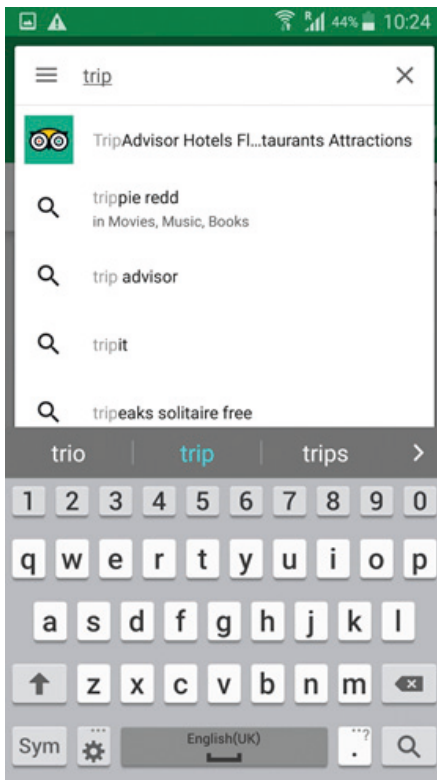 R 44% 10:24
trip
TripAdvisor Hotels Fl...taurants Attractions
trippie redd
in Movies, Music, Books
trip advisor
tripit
tripeaks solitaire free
trio trip trips
1 2 3 4 5 6 7 8 9 0
q w e r t y u i o p
a s d f g h j k l
z x c v b n m
Sym English(UK) . ...?